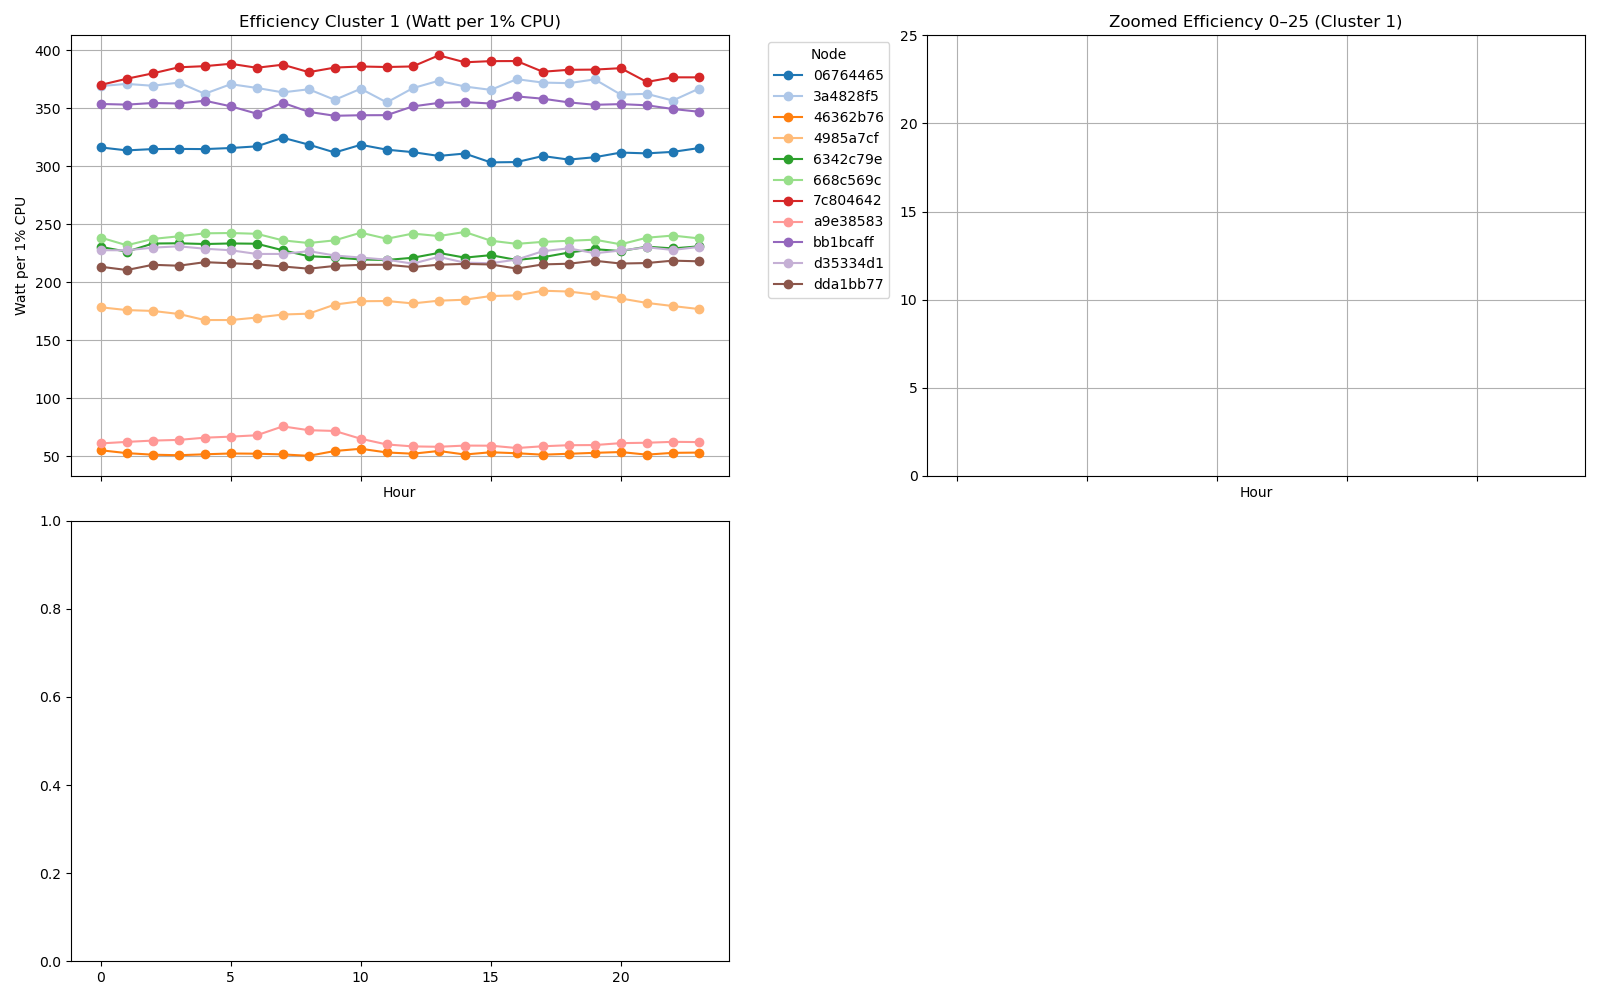 Efficiency Cluster 1 (Watt per 1% CPU)
400
350
300
250
200
150
100
50
Watt per 1% CPU
Hour
Node
06764465
3a4828f5
46362b76
4985a7cf
6342c79e
668c569c
7c804642
a9e38583
bb1bcaff
d35334d1
dda1bb77
Zoomed Efficiency 0–25 (Cluster 1)
25
20
15
10
5
0
Hour
1.0
0.8
0.6
0.4
0.2
0.0
0 5 10 15 20